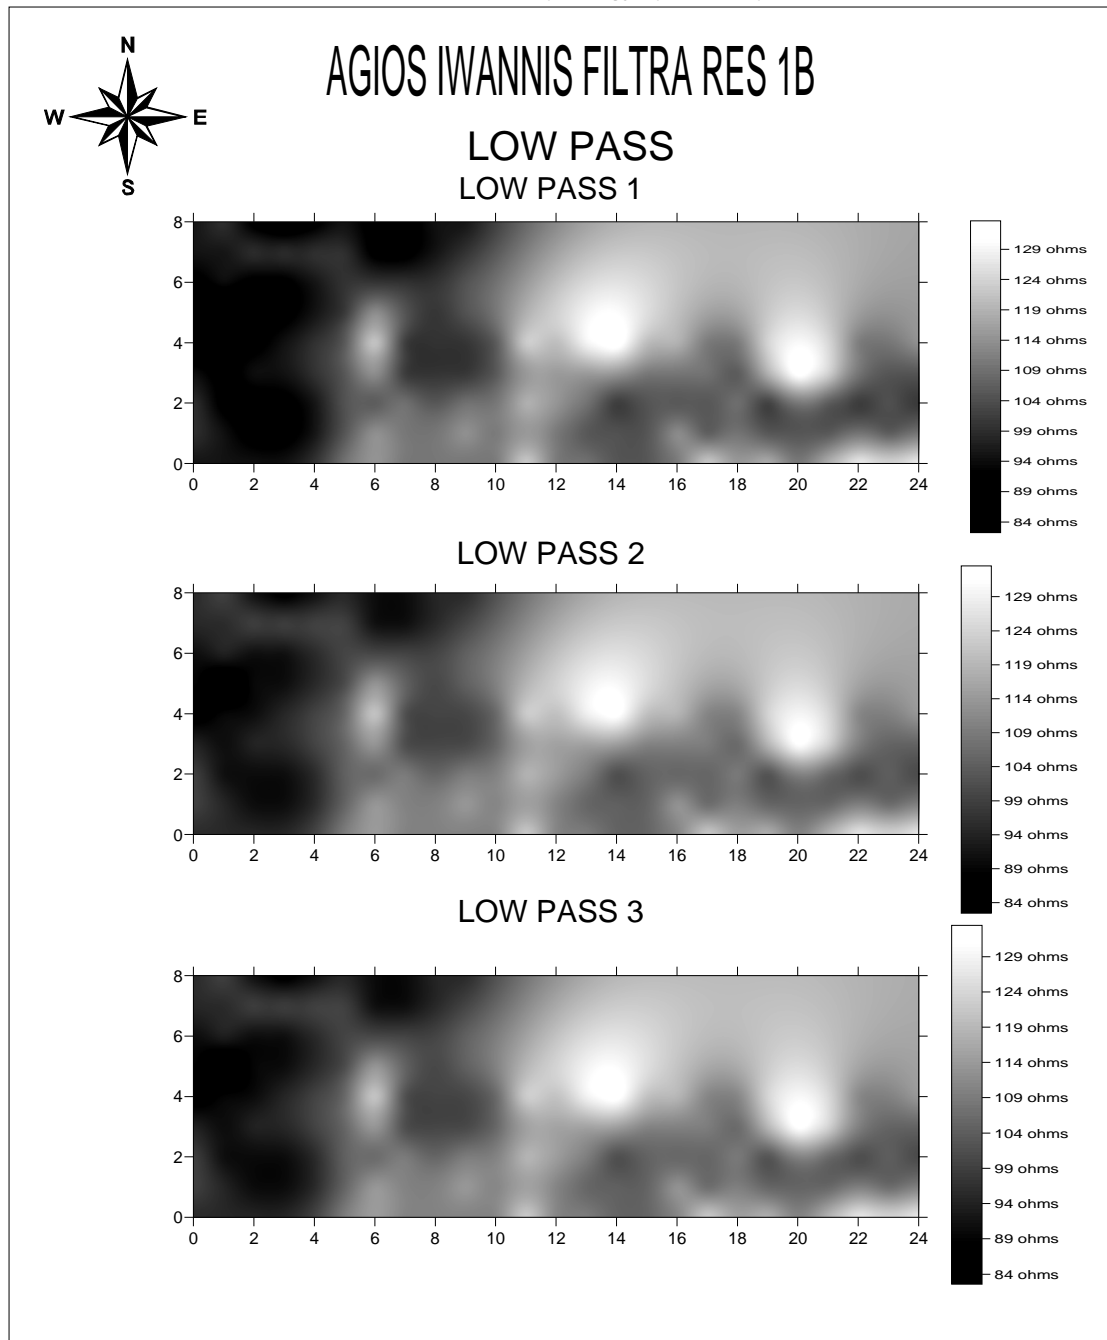 N
W E
S
AGIOS IWANNIS FILTRA RES 1B
LOW PASS
LOW PASS 1
8
6
4
2
0
0 2 4 6 8 10 12 14 16 18 20 22 24
129 ohms
124 ohms
119 ohms
114 ohms
109 ohms
104 ohms
99 ohms
94 ohms
89 ohms
84 ohms
LOW PASS 2
8
6
4
2
0
0 2 4 6 8 10 12 14 16 18 20 22 24
129 ohms
124 ohms
119 ohms
114 ohms
109 ohms
104 ohms
99 ohms
94 ohms
89 ohms
84 ohms
LOW PASS 3
8
6
4
2
0
0 2 4 6 8 10 12 14 16 18 20 22 24
129 ohms
124 ohms
119 ohms
114 ohms
109 ohms
104 ohms
99 ohms
94 ohms
89 ohms
84 ohms